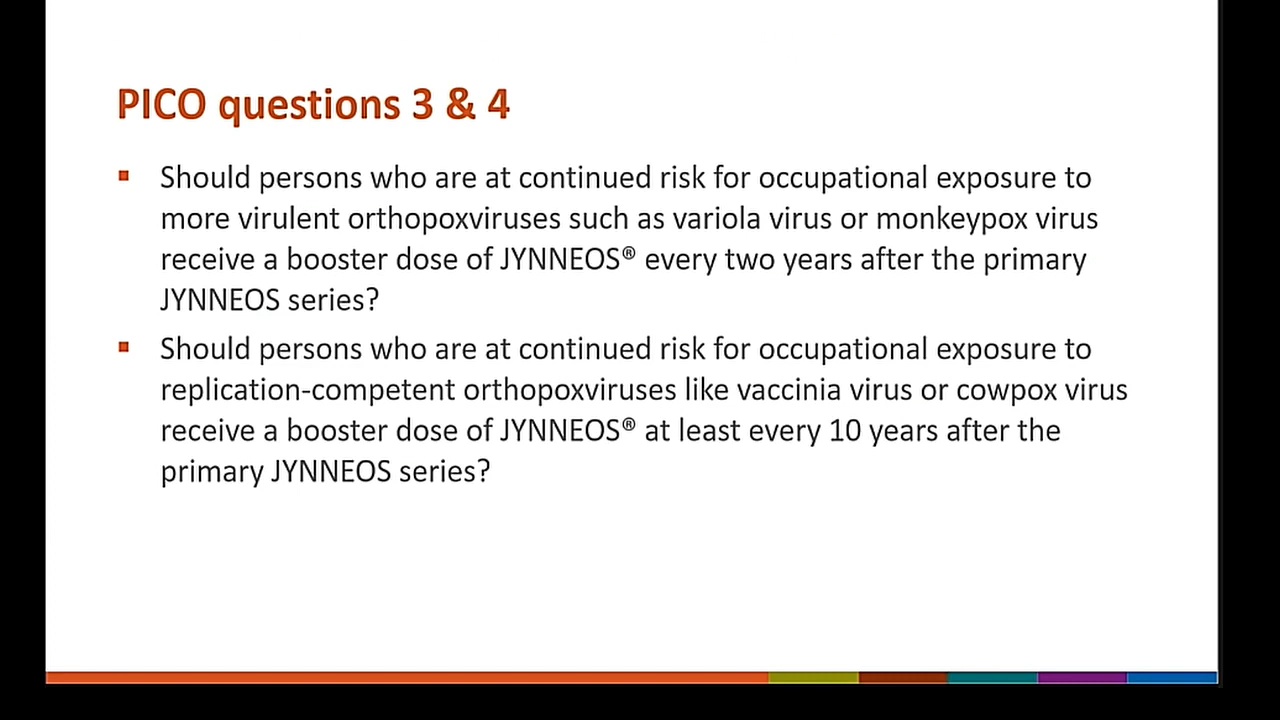 PICO questions 3 & 4
Should persons who are at continued risk for occupational exposure to
more virulent orthopoxviruses such as variola virus or monkeypox virus
receive a booster dose of JYNNEOS® every two years after the primary
JYNNEOS series?
Should persons who are at continued risk for occupational exposure to
replication-competent orthopoxviruses like vaccinia virus or cowpox virus
receive a booster dose of JYNNEOS® at least every 10 years after the
primary JYNNEOS series?